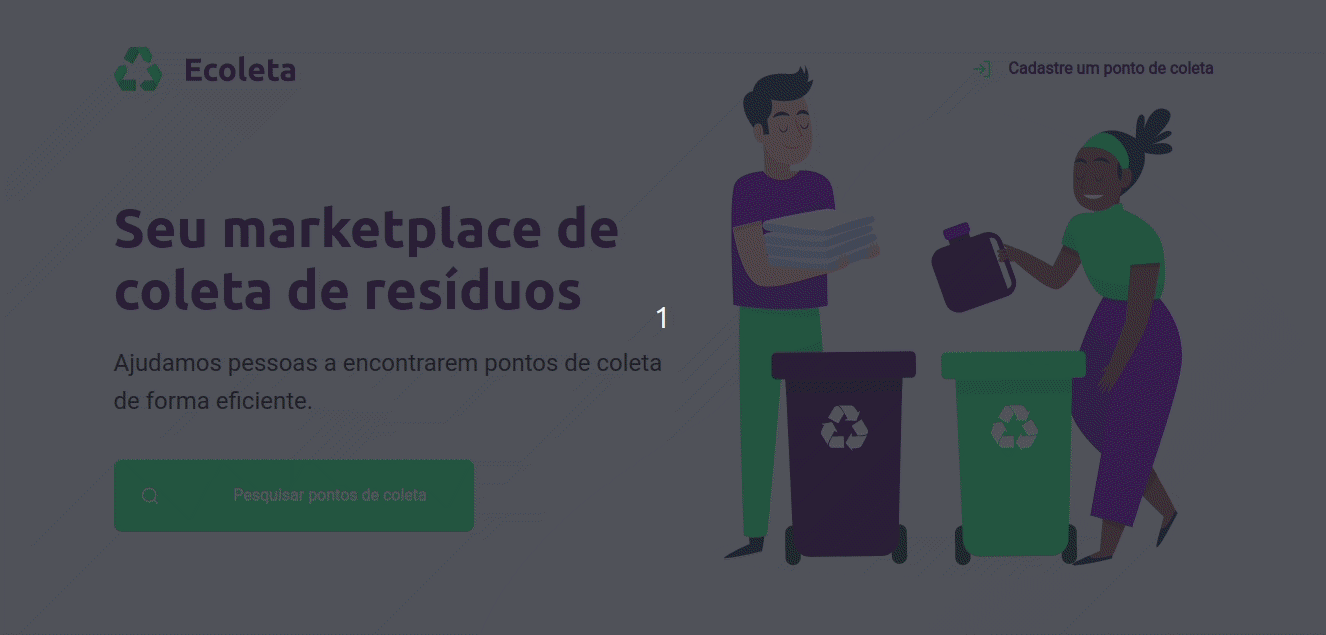 Ecoleta
Cadastre um ponto de coleta
Seu marketplace de
coleta de resíduos
1
Ajudamos pessoas a encontrarem pontos de coleta
de forma eficiente.
Pesquisar pontos de coleta